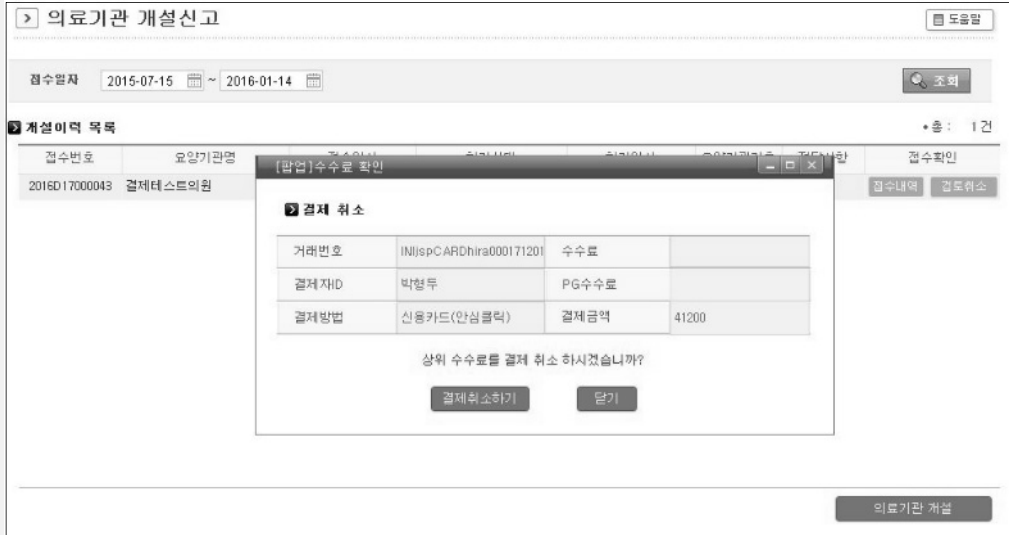 의료기관 개설신고
도움말
접수일자 2015-07-15 ~ 2016-01-14 조회
개설이력 목록 •총 : 1건
접수번호 요양기관명 접수확인
2016D17000043 결제테스트의원 접수내역 검토취소
[팝업]수수료 확인
결제 취소
거래번호 INIjspCARDhira000171201 수수료
결제자ID 박형두 PG수수료
결제방법 신용카드(안심클릭) 결제금액 41200
상위 수수료를 결제 취소 하시겠습니까?
결제취소하기 닫기
의료기관 개설